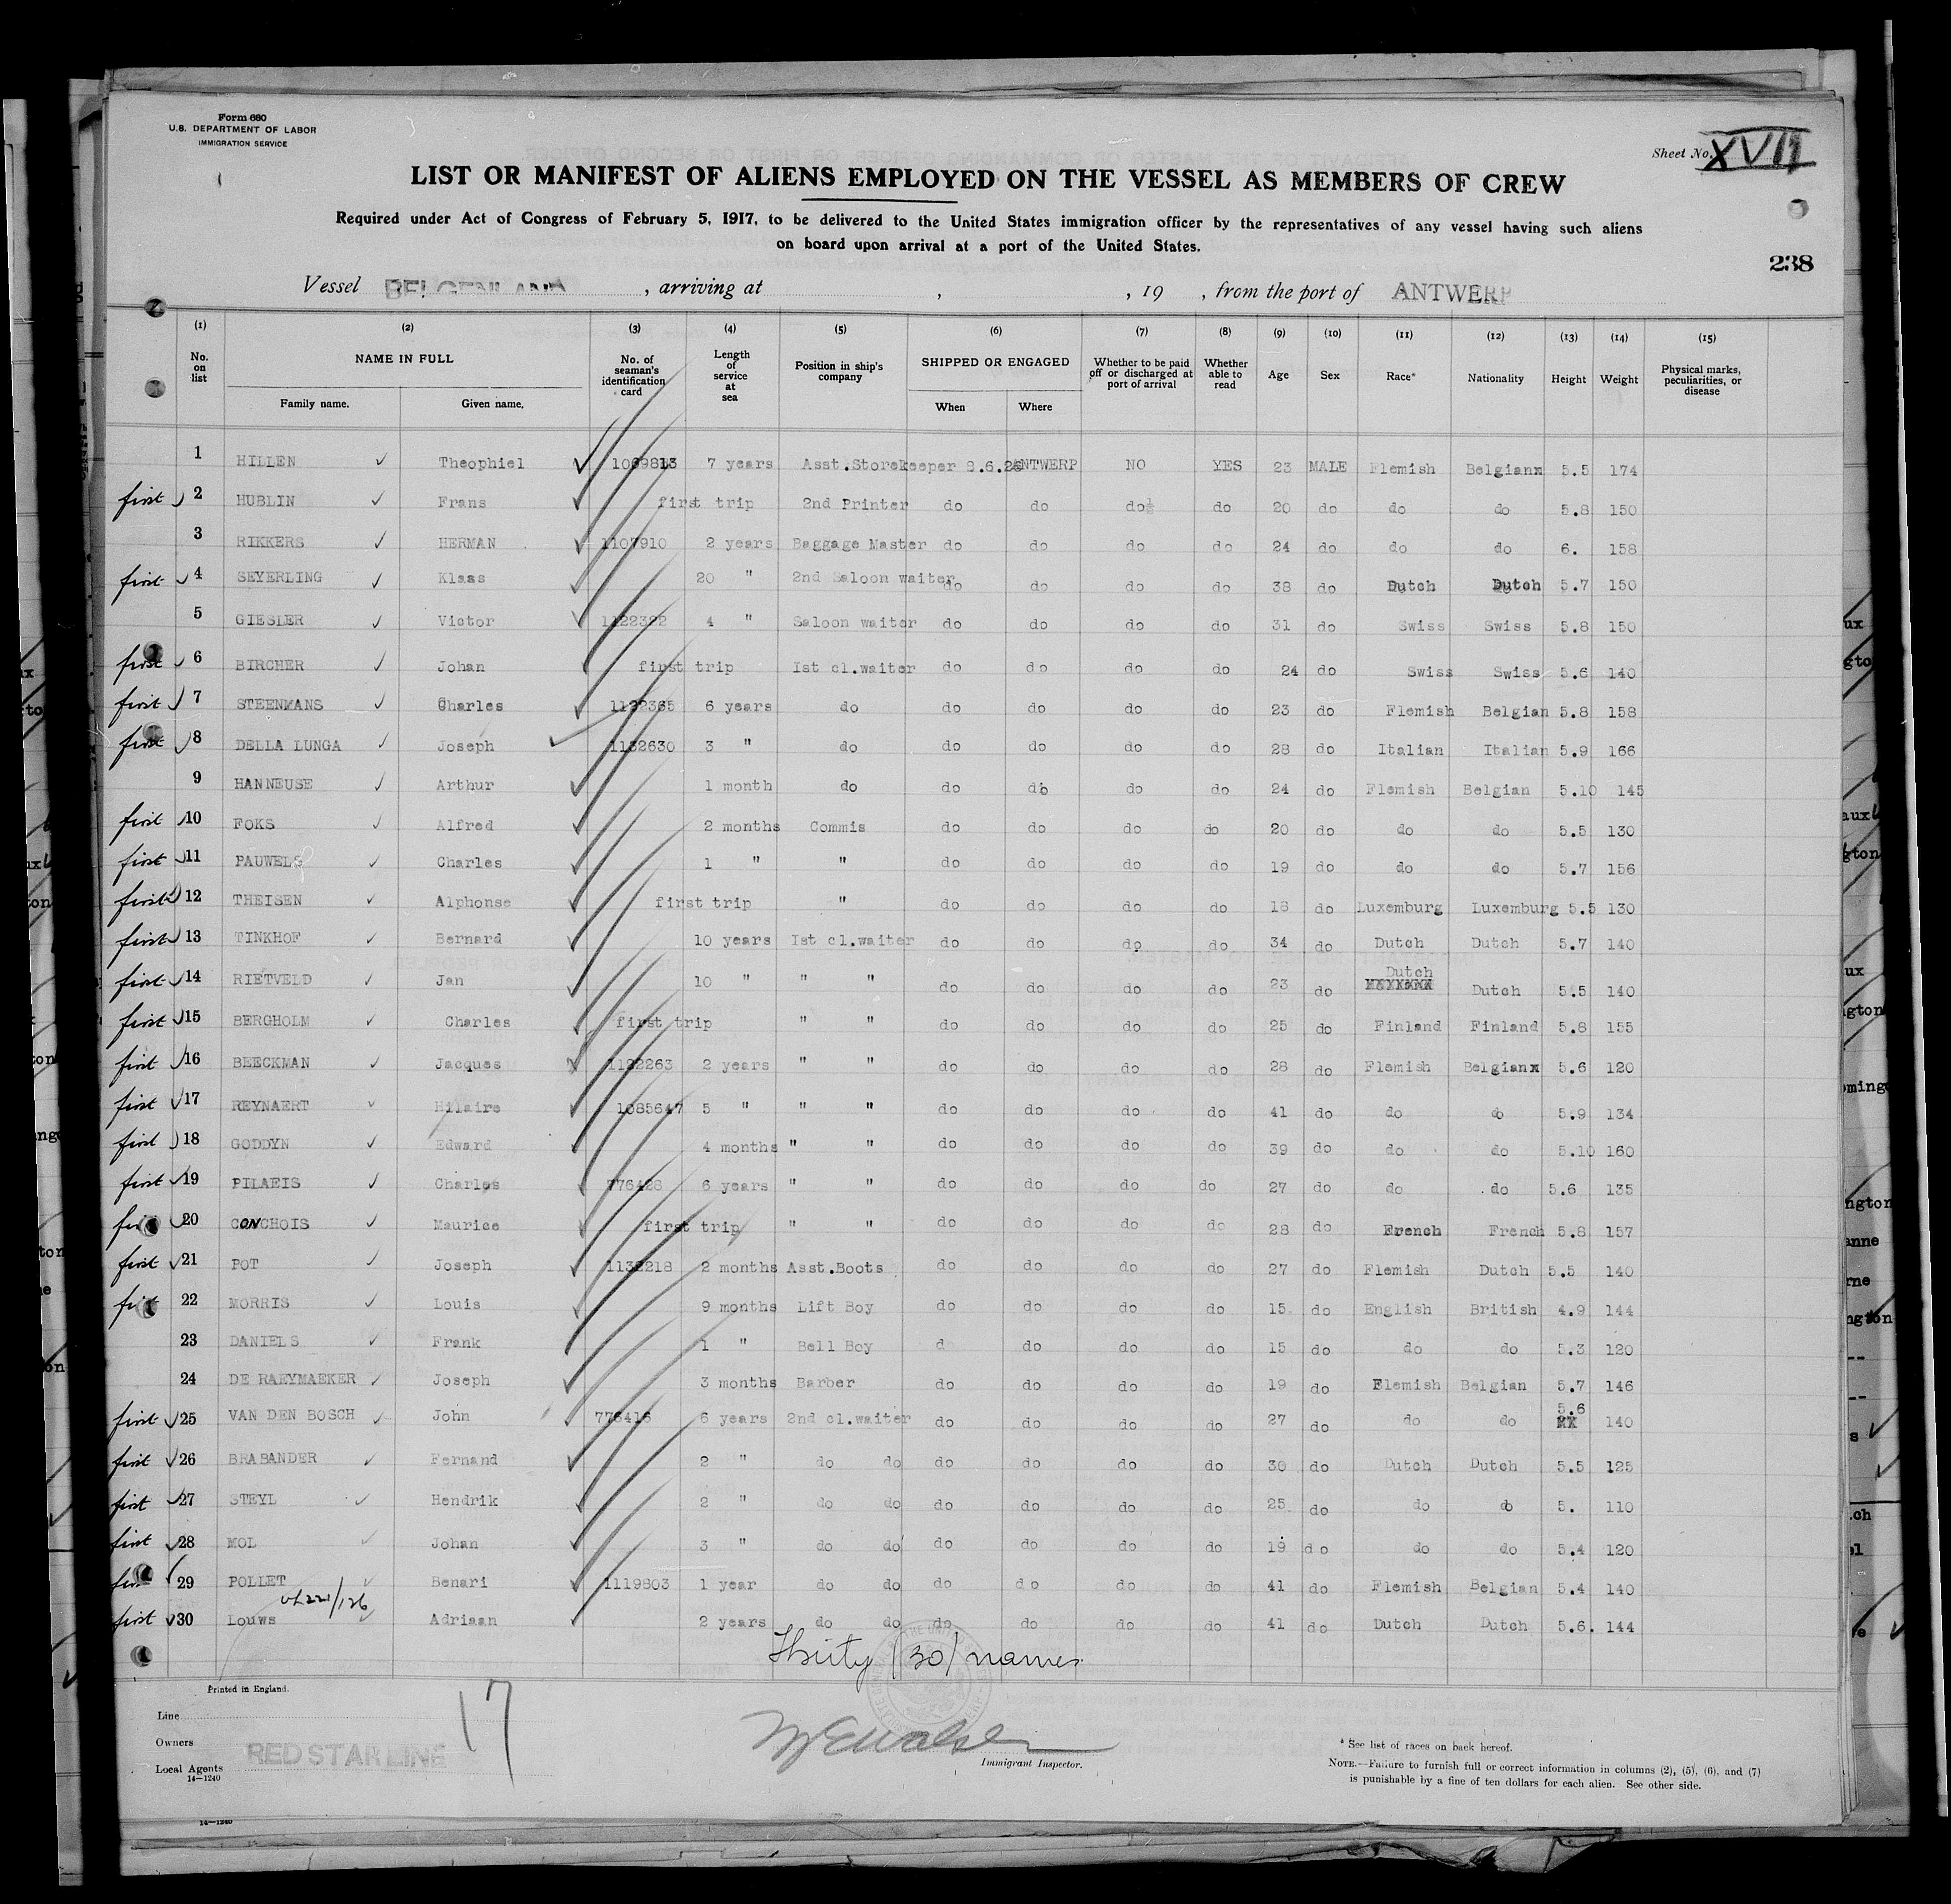 Form 680
U.S. DEPARTMENT OF LABOR
IMMIGRATION SERVICE
Sheet No. XVII
LIST OR MANIFEST OF ALIENS EMPLOYED ON THE VESSEL AS MEMBERS OF CREW
Required under Act of Congress of February 5, 1917, to be delivered to the United States immigration officer by the representatives of any vessel having such aliens
on board upon arrival at a port of the United States.
238
Vessel BELGENLAND , arriving at , , 19 , from the port of ANTWERP
(1) (2) (3) (4) (5) (6) (7) (8) (9) (10) (11) (12) (13) (14) (15)
No. on list NAME IN FULL Family name. Given name. No. of seaman's identification card Length of service at sea Position in ship's company SHIPPED OR ENGAGED When Where Whether to be paid off or discharged at port of arrival Whether able to read Age Sex Race* Nationality Height Weight Physical marks, peculiarities, or disease
1 HILLEN Theophiel 1069813 7 years Asst.Storekeeper ANTWERP NO YES 23 MALE Flemish Belgianx 5.5 174
first 2 HUBLIN Frans first trip 2nd Printer do do do do 20 do do do 5.8 150
3 RIKKERS HERMAN 1107910 2 years Baggage Master do do do do 24 do do do 6. 158
first 4 SEYERLING Klaas 20 " 2nd Saloon waiter do do do do 38 do Dutch Dutch 5.7 150
5 GIESLER Victor 1122392 4 " Saloon waiter do do do do 31 do Swiss Swiss 5.8 150
first 6 BIRCHER Johan first trip Ist cl.waiter do do do do 24 do Swiss Swiss 5.6 140
first 7 STEENMANS Charles 1122365 6 years do do do do do 23 do Flemish Belgian 5.8 158
first 8 DELLA LUNGA Joseph 1132630 3 " do do do do do 28 do Italian Italian 5.9 166
9 HANNEUSE Arthur 1 month do do do do do 24 do Flemish Belgian 5.10 145
first 10 FOKS Alfred 2 months Commis do do do do 20 do do do 5.5 130
first 11 PAUWELS Charles 1 " " do do do do 19 do do do 5.7 156
first 12 THEISEN Alphonse first trip " do do do do 18 do Luxemburg Luxemburg 5.5 130
first 13 TINKHOF Bernard 10 years Ist cl.waiter do do do do 34 do Dutch Dutch 5.7 140
first 14 RIETVELD Jan 10 " " " do do do do 23 do Dutch Dutch 5.5 140
first 15 BERGHOLM Charles first trip " " do do do do 25 do Finland Finland 5.8 155
first 16 BEECKMAN Jacques 1122263 2 years " " do do do do 28 do Flemish Belgianx 5.6 120
first 17 REYNAERT Hilaire 1085647 5 " " " do do do do 41 do do do 5.9 134
first 18 GODDYN Edward 4 months " " do do do do 39 do do do 5.10 160
first 19 PILAEIS Charles 776428 6 years " " do do do do 27 do do do 5.6 135
first 20 CONCHOIS Maurice first trip " " do do do do 28 do French French 5.8 157
first 21 POT Joseph 1132218 2 months Asst.Boots do do do do 27 do Flemish Dutch 5.5 140
first 22 MORRIS Louis 9 months Lift Boy do do do do 15 do English British 4.9 144
23 DANIELS Frank 1 " Bell Boy d do do do 15 do do do 5.3 120
24 DE RAEYMAEKER Joseph 3 months Barber do do do do 19 do Flemish Belgian 5.7 146
first 25 VAN DEN BOSCH John 776416 6 years 2nd cl.waiter do do do do 27 do do do 5.6 140
first 26 BRABANDER Fernand 2 " do do do do do do 30 do Dutch Dutch 5.5 125
first 27 STEYL Hendrik 2 " do do do do do do 25 do do do 5. 110
first 28 MOL Johan 3 " do do do do do do 19 do do do 5.4 120
first 29 POLLET Benari 1119803 1 year do do do do do do 41 do Flemish Belgian 5.4 140
first 30 Louws Adriaan 2 years do do do do do do 41 do Dutch Dutch 5.6. 144
Thirty /30/ names
Printed in England.
17
Line
Owners
RED STAR LINE
Local Agents
14—1240
Immigrant Inspector.
* See list of races on back hereof.
NOTE.—Failure to furnish full or correct information in columns (2), (5), (6), and (7)
is punishable by a fine of ten dollars for each alien. See other side.
14—1240